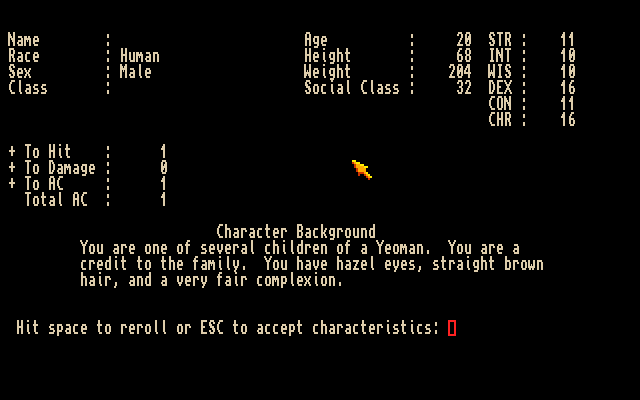 Name : Age : 20 STR : 11
Race : Human Height : 68 INT : 10
Sex : Male Weight : 204 WIS : 10
Class : Social Class : 32 DEX : 16
CON : 11
CHR : 16
+ To Hit : 1
+ To Damage : 0
+ To AC : 1
Total AC : 1
Character Background
You are one of several children of a Yeoman. You are a
credit to the family. You have hazel eyes, straight brown
hair, and a very fair complexion.
Hit space to reroll or ESC to accept characteristics: